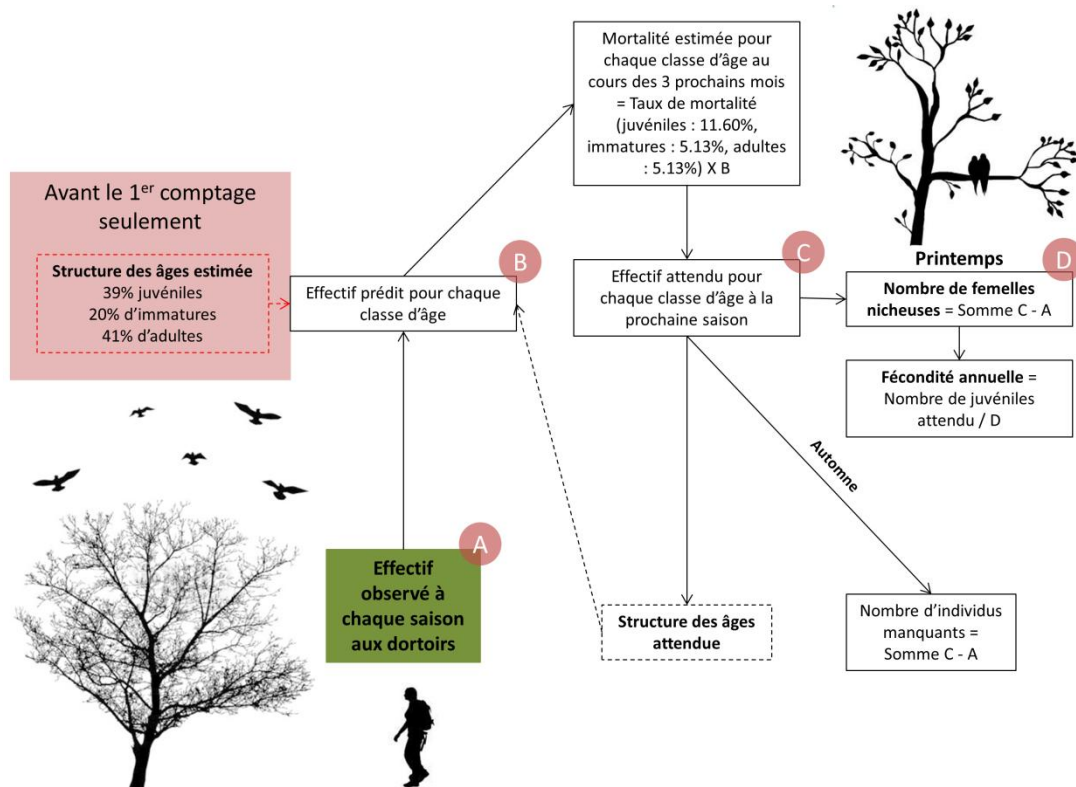 Mortalité estimée pour
chaque classe d'âge au
cours des 3 prochains mois
= Taux de mortalité
(juvéniles : 11.60%,
immatures : 5.13%, adultes
: 5.13%) X B
Avant le 1er comptage
seulement
Structure des âges estimée
39% juvéniles
20% d'immatures
41% d'adultes
B
Effectif prédit pour chaque
classe d'âge
C
Effectif attendu pour
chaque classe d'âge à la
prochaine saison
Printemps
D
Nombre de femelles
nicheuses = Somme C - A
Fécondité annuelle =
Nombre de juvéniles
attendu / D
Automne
A
Effectif
observé à
chaque saison
aux dortoirs
Structure des âges
attendue
Nombre d'individus
manquants =
Somme C - A